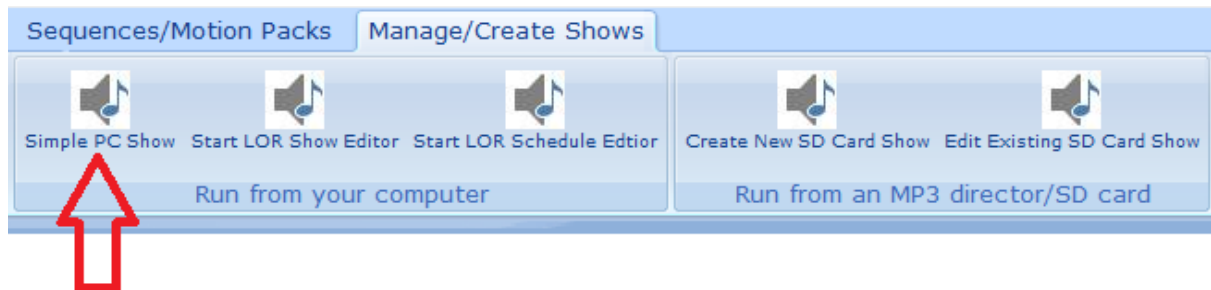 Sequences/Motion Packs Manage/Create Shows
Simple PC Show Start LOR Show Editor Start LOR Schedule Edtior Create New SD Card Show Edit Existing SD Card Show
Run from your computer Run from an MP3 director/SD card